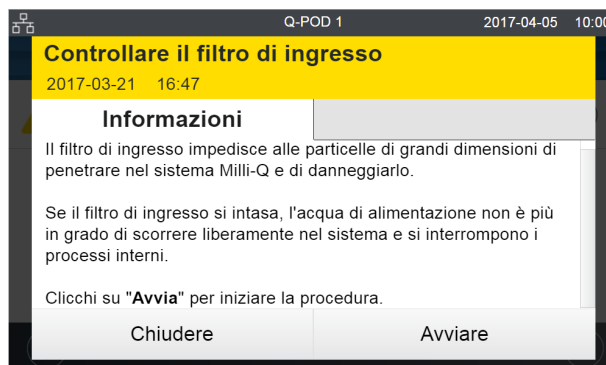 Q-POD 1 2017-04-05 10:00
Controllare il filtro di ingresso
2017-03-21 16:47
Informazioni
Il filtro di ingresso impedisce alle particelle di grandi dimensioni di
penetrare nel sistema Milli-Q e di danneggiarlo.
Se il filtro di ingresso si intasa, l'acqua di alimentazione non è più
in grado di scorrere liberamente nel sistema e si interrompono i
processi interni.
Clicchi su "Avvia" per iniziare la procedura.
Chiudere Avviare